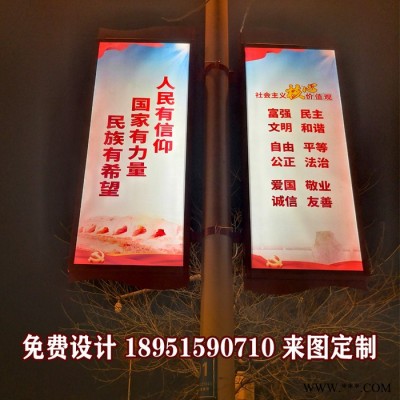 人民有信仰
国家有力量
民族有希望
社会主义核心价值观
富强 民主
文明 和谐
自由 平等
公正 法治
爱国 敬业
诚信 友善
免费设计 18951590710 来图定制
1
WWW.